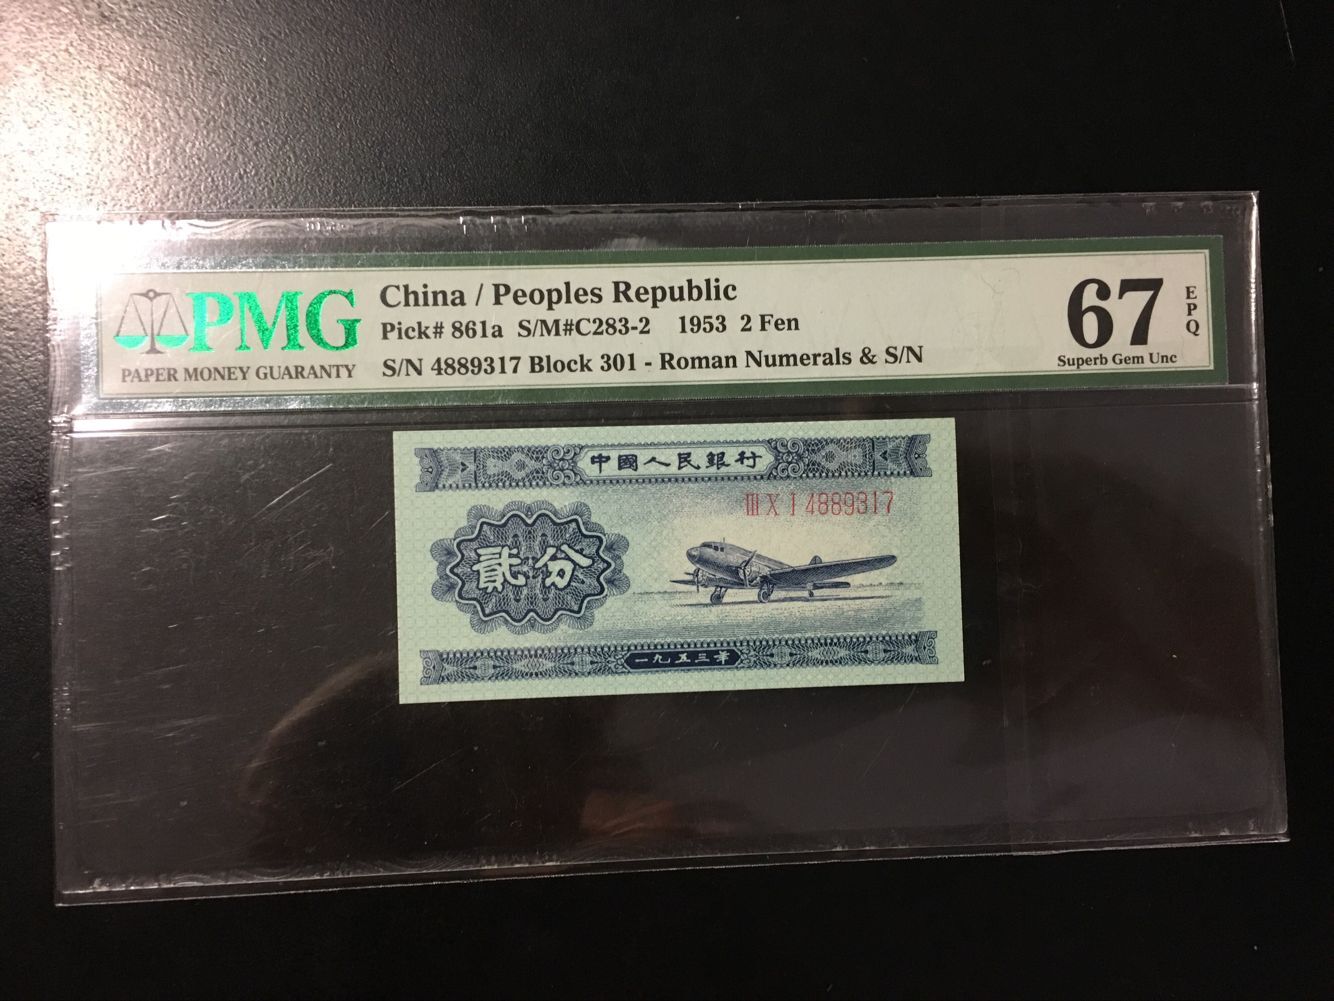 PMG
PAPER MONEY GUARANTY
China / Peoples Republic
Pick# 861a S/M#C283-2 1953 2 Fen
S/N 4889317 Block 301 - Roman Numerals & S/N
67
EPQ
Superb Gem Unc
中國人民銀行
III X I 4889317
貳分
一九五三年